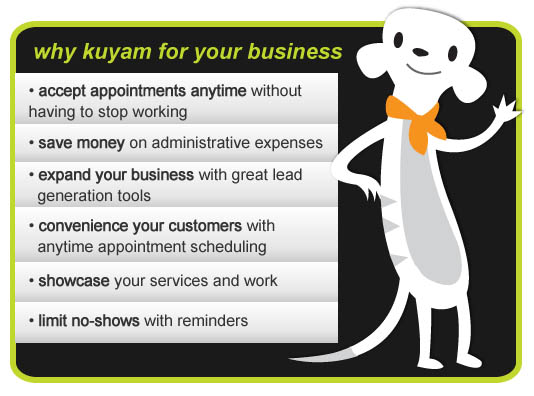 why kuyam for your business
• accept appointments anytime without
having to stop working
• save money on administrative expenses
• expand your business with great lead
generation tools
• convenience your customers with
anytime appointment scheduling
• showcase your services and work
• limit no-shows with reminders